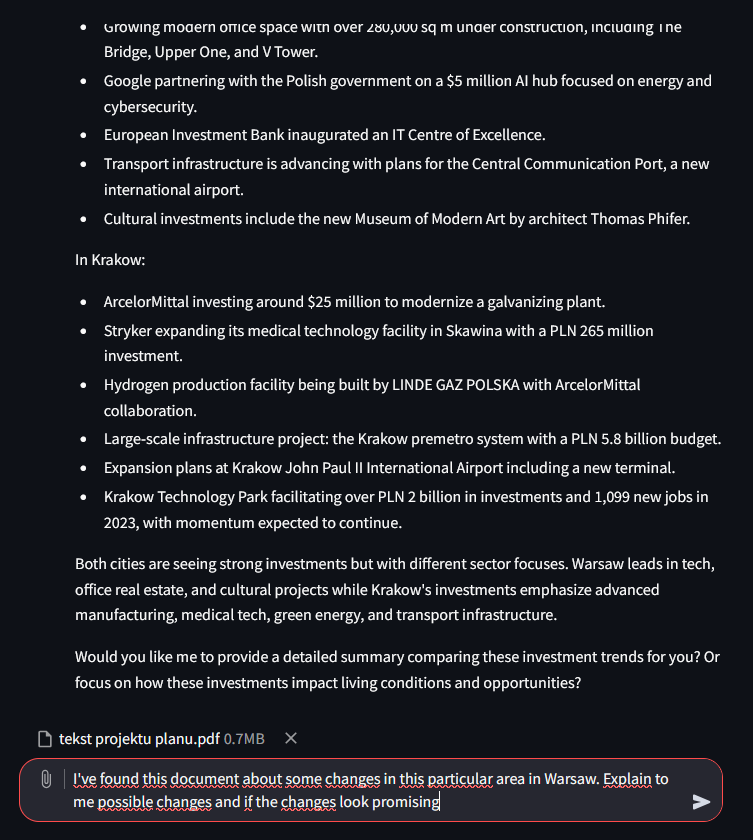 Growing modern office space with over 280,000 sq m under construction, including The
Bridge, Upper One, and V Tower.
Google partnering with the Polish government on a $5 million AI hub focused on energy and
cybersecurity.
European Investment Bank inaugurated an IT Centre of Excellence.
Transport infrastructure is advancing with plans for the Central Communication Port, a new
international airport.
Cultural investments include the new Museum of Modern Art by architect Thomas Phifer.
In Krakow:
ArcelorMittal investing around $25 million to modernize a galvanizing plant.
Stryker expanding its medical technology facility in Skawina with a PLN 265 million
investment.
Hydrogen production facility being built by LINDE GAZ POLSKA with ArcelorMittal
collaboration.
Large-scale infrastructure project: the Krakow premetro system with a PLN 5.8 billion budget.
Expansion plans at Krakow John Paul II International Airport including a new terminal.
Krakow Technology Park facilitating over PLN 2 billion in investments and 1,099 new jobs in
2023, with momentum expected to continue.
Both cities are seeing strong investments but with different sector focuses. Warsaw leads in tech,
office real estate, and cultural projects while Krakow's investments emphasize advanced
manufacturing, medical tech, green energy, and transport infrastructure.
Would you like me to provide a detailed summary comparing these investment trends for you? Or
focus on how these investments impact living conditions and opportunities?
tekst projektu planu.pdf 0.7MB
I've found this document about some changes in this particular area in Warsaw. Explain to
me possible changes and if the changes look promising